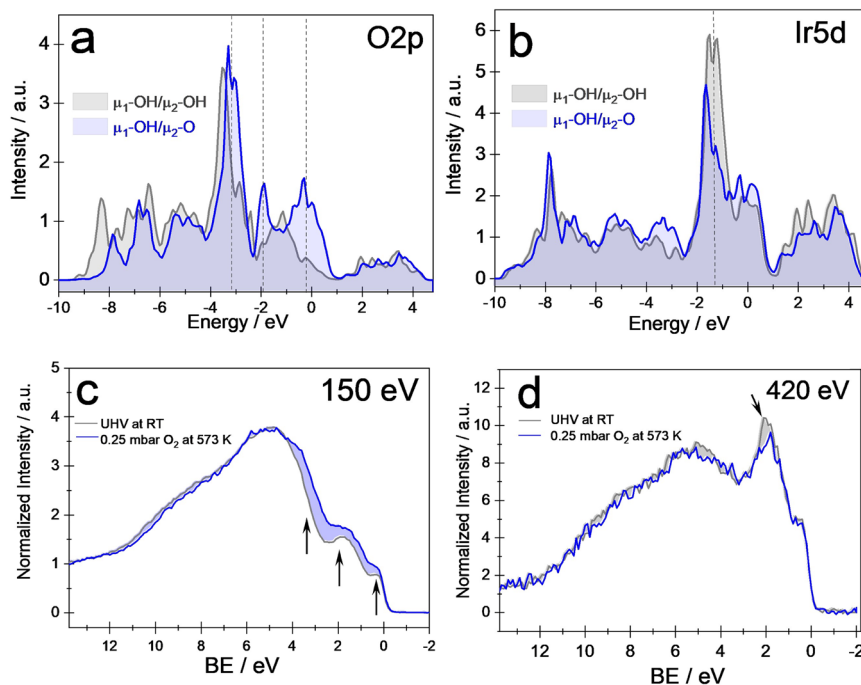 a
O2p
μ₁-OH/μ₂-OH
μ₁-OH/μ₂-O
Intensity / a.u.
4
3
2
1
0
-10 -8 -6 -4 -2 0 2 4
Energy / eV
b
Ir5d
μ₁-OH/μ₂-OH
μ₁-OH/μ₂-O
Intensity / a.u.
6
5
4
3
2
1
0
-10 -8 -6 -4 -2 0 2 4
Energy / eV
c
150 eV
UHV at RT
0.25 mbar O₂ at 573 K
Normalized Intensity / a.u.
5
4
3
2
1
0
12 10 8 6 4 2 0 -2
BE / eV
d
420 eV
UHV at RT
0.25 mbar O₂ at 573 K
Normalized Intensity / a.u.
12
10
8
6
4
2
0
12 10 8 6 4 2 0 -2
BE / eV